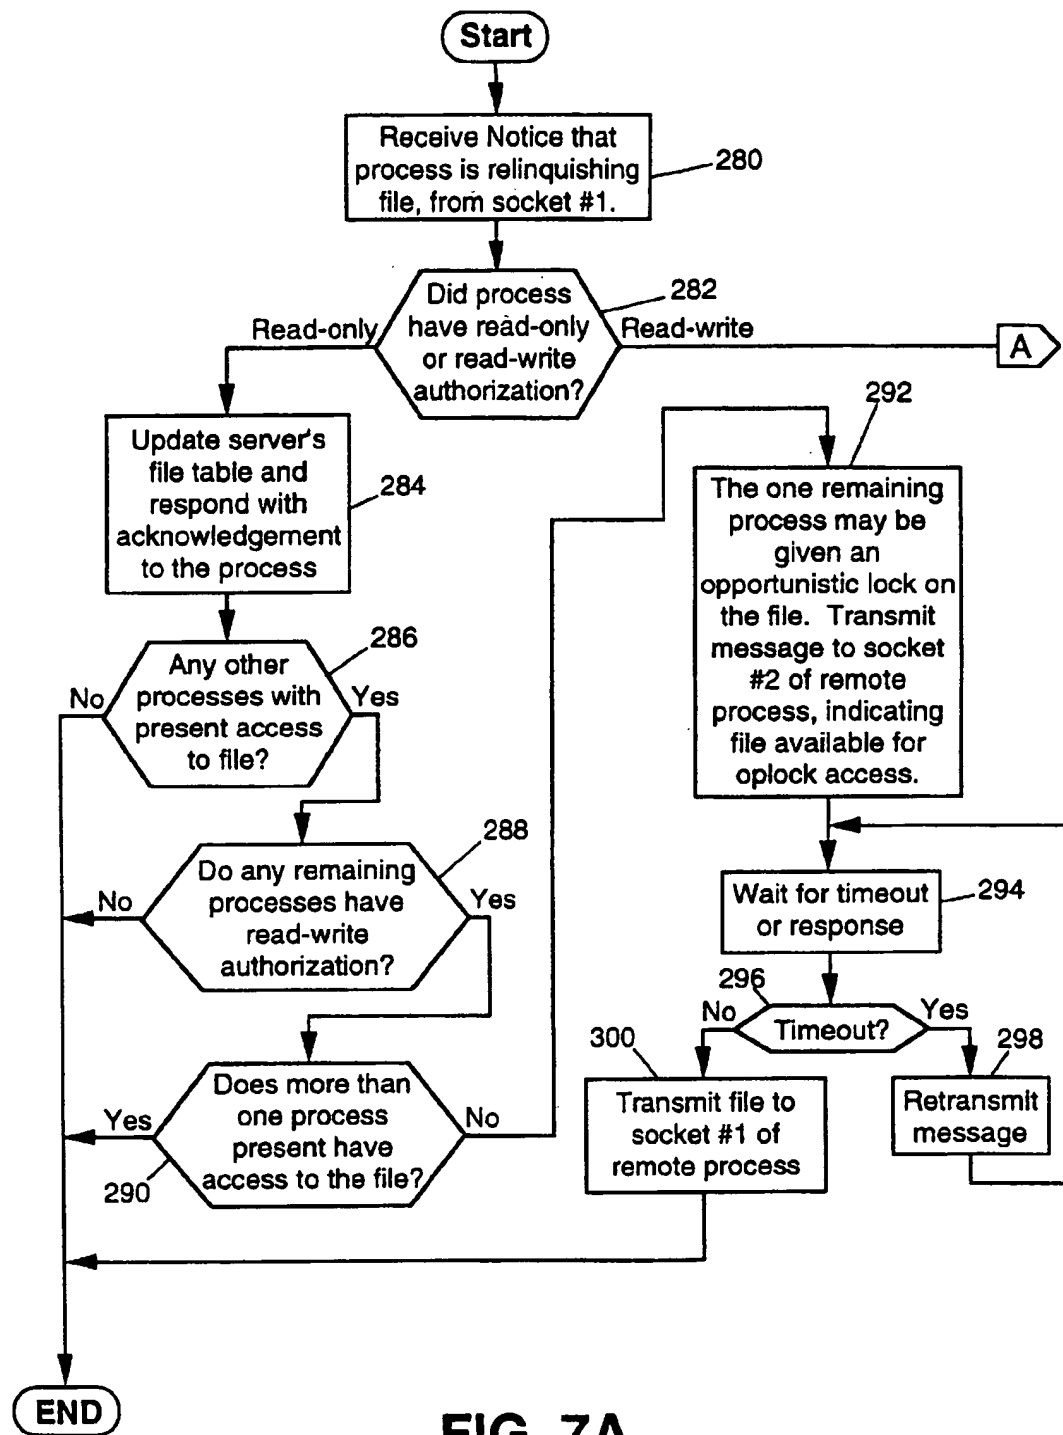 Start
Receive Notice that
process is relinquishing
file, from socket #1.
280
Did process
have read-only
or read-write
authorization?
282
Read-only
Read-write
A
Update server's
file table and
respond with
acknowledgement
to the process
284
Any other
processes with
present access
to file?
286
No
Yes
Do any remaining
processes have
read-write
authorization?
288
No
Yes
Does more than
one process
present have
access to the file?
290
Yes
No
292
The one remaining
process may be
given an
opportunistic lock on
the file. Transmit
message to socket
#2 of remote
process, indicating
file available for
oplock access.
Wait for timeout
or response
294
296
Timeout?
No
Yes
300
Transmit file to
socket #1 of
remote process
298
Retransmit
message
END
FIG. 7A